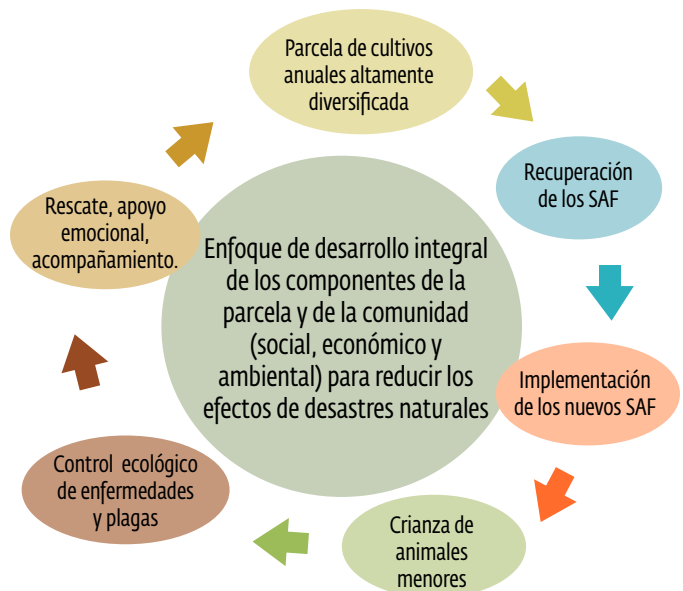 Parcela de cultivos
anuales altamente
diversificada
Recuperación
de los SAF
Implementación
de los nuevos SAF
Crianza de
animales
menores
Control ecológico
de enfermedades
y plagas
Rescate, apoyo
emocional,
acompañamiento.
Enfoque de desarrollo integral
de los componentes de la
parcela y de la comunidad
(social, económico y
ambiental) para reducir los
efectos de desastres naturales